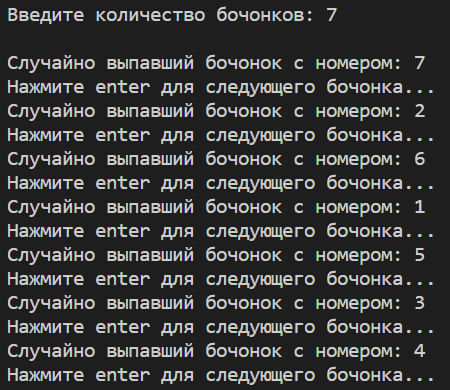 Введите количество бочонков: 7
Случайно выпавший бочонок с номером: 7
Нажмите enter для следующего бочонка...
Случайно выпавший бочонок с номером: 2
Нажмите enter для следующего бочонка...
Случайно выпавший бочонок с номером: 6
Нажмите enter для следующего бочонка...
Случайно выпавший бочонок с номером: 1
Нажмите enter для следующего бочонка...
Случайно выпавший бочонок с номером: 5
Нажмите enter для следующего бочонка...
Случайно выпавший бочонок с номером: 3
Нажмите enter для следующего бочонка...
Случайно выпавший бочонок с номером: 4
Нажмите enter для следующего бочонка...